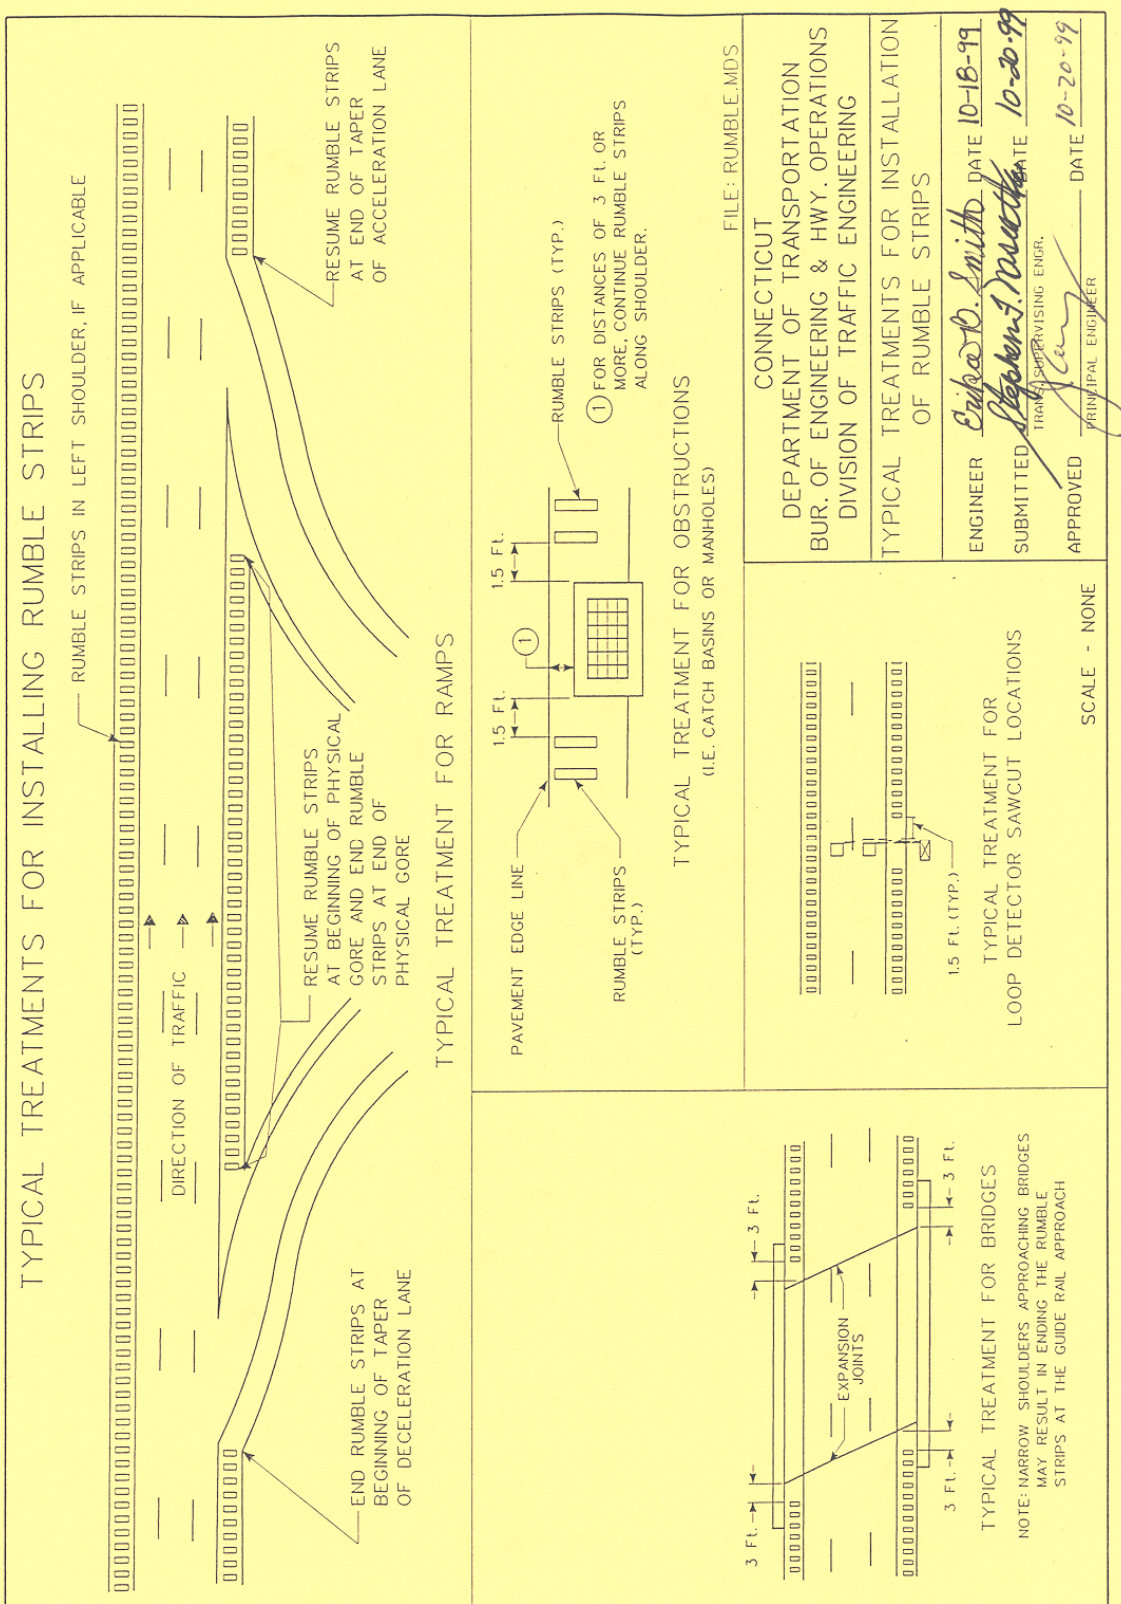 TYPICAL TREATMENTS FOR INSTALLING RUMBLE STRIPS
RUMBLE STRIPS IN LEFT SHOULDER, IF APPLICABLE
DIRECTION OF TRAFFIC
END RUMBLE STRIPS AT
BEGINNING OF TAPER
OF DECELERATION LANE
RESUME RUMBLE STRIPS
AT BEGINNING OF PHYSICAL
GORE AND END RUMBLE
STRIPS AT END OF
PHYSICAL GORE
RESUME RUMBLE STRIPS
AT END OF TAPER
OF ACCELERATION LANE
TYPICAL TREATMENT FOR RAMPS
PAVEMENT EDGE LINE
1.5 Ft.
1
1.5 Ft.
RUMBLE STRIPS (TYP.)
RUMBLE STRIPS
(TYP.)
1 FOR DISTANCES OF 3 Ft. OR
MORE, CONTINUE RUMBLE STRIPS
ALONG SHOULDER.
TYPICAL TREATMENT FOR OBSTRUCTIONS
(I.E. CATCH BASINS OR MANHOLES)
FILE: RUMBLE.MDS
3 Ft.
3 Ft.
EXPANSION
JOINTS
3 Ft.
3 Ft.
TYPICAL TREATMENT FOR BRIDGES
NOTE: NARROW SHOULDERS APPROACHING BRIDGES
MAY RESULT IN ENDING THE RUMBLE
STRIPS AT THE GUIDE RAIL APPROACH
1.5 Ft. (TYP.)
TYPICAL TREATMENT FOR
LOOP DETECTOR SAWCUT LOCATIONS
SCALE - NONE
CONNECTICUT
DEPARTMENT OF TRANSPORTATION
BUR. OF ENGINEERING & HWY. OPERATIONS
DIVISION OF TRAFFIC ENGINEERING
TYPICAL TREATMENTS FOR INSTALLATION
OF RUMBLE STRIPS
ENGINEER Erika B. Smith DATE 10-18-99
SUBMITTED Stephen J. DATE 10-20-99
TRANS. SUPERVISING ENGR.
APPROVED DATE 10-20-99
PRINCIPAL ENGINEER